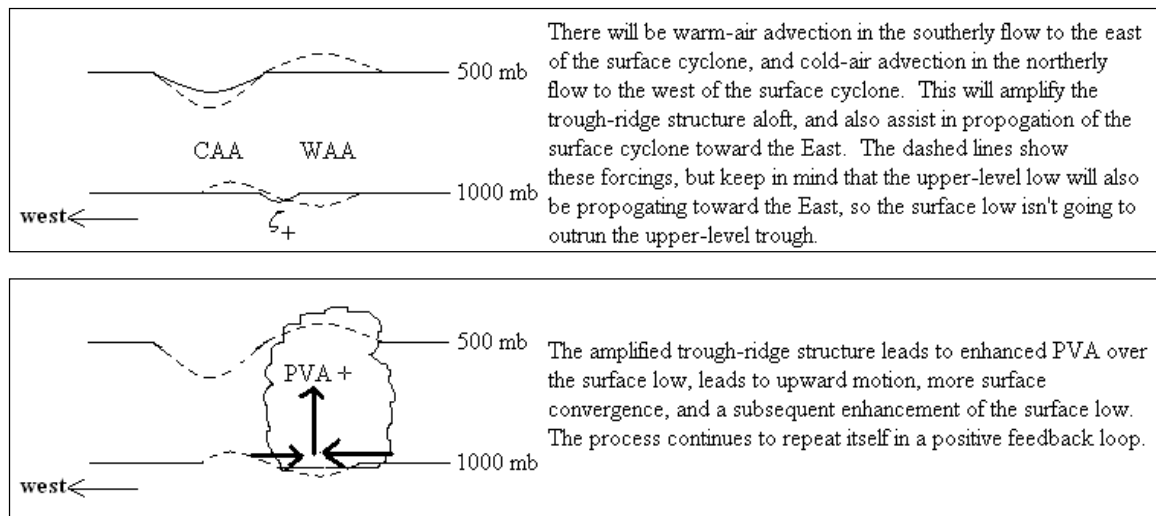 There will be warm-air advection in the southerly flow to the east
of the surface cyclone, and cold-air advection in the northerly
flow to the west of the surface cyclone. This will amplify the
trough-ridge structure aloft, and also assist in propogation of the
surface cyclone toward the East. The dashed lines show
these forcings, but keep in mind that the upper-level low will also
be propogating toward the East, so the surface low isn't going to
outrun the upper-level trough.
500 mb
CAA WAA
1000 mb
west
ζ+
500 mb
PVA +
1000 mb
west
The amplified trough-ridge structure leads to enhanced PVA over
the surface low, leads to upward motion, more surface
convergence, and a subsequent enhancement of the surface low.
The process continues to repeat itself in a positive feedback loop.